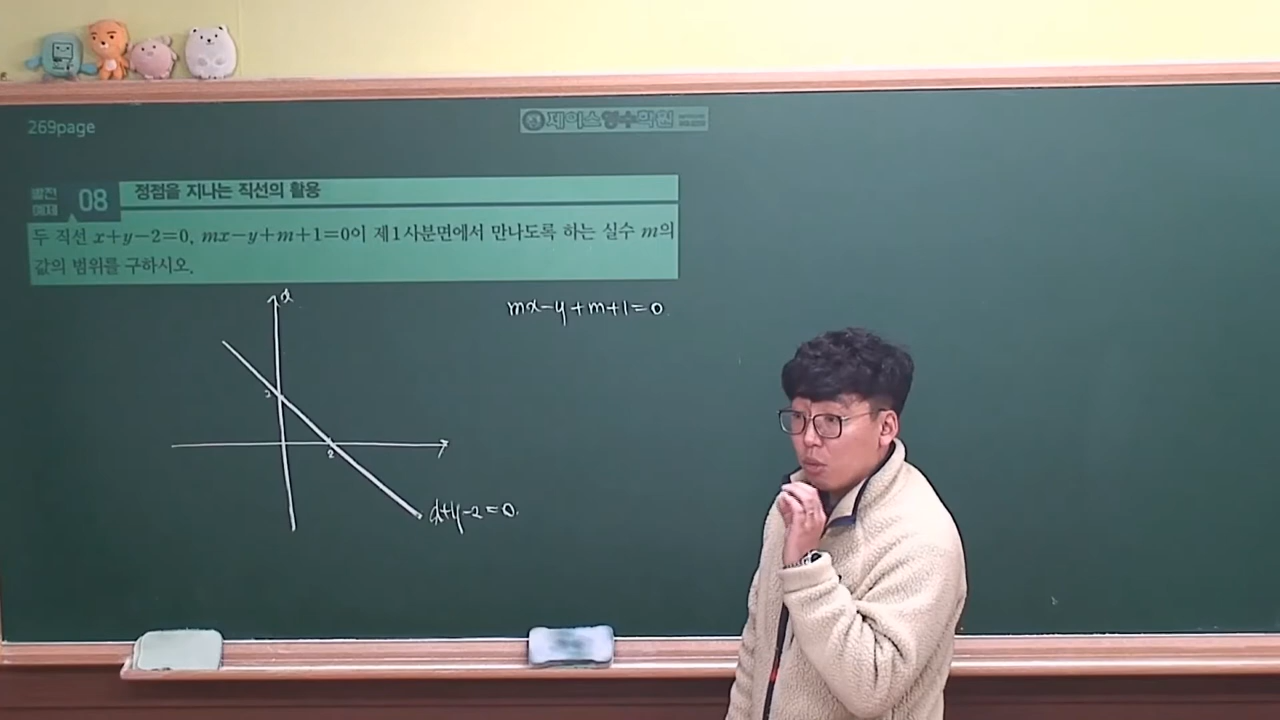 269page
제이스영수학원
발전
예제 08 정점을 지나는 직선의 활용
두 직선 x+y-2=0, mx-y+m+1=0이 제1사분면에서 만나도록 하는 실수 m의
값의 범위를 구하시오.
x
mx-y+m+1=0
2
x+y-2=0.